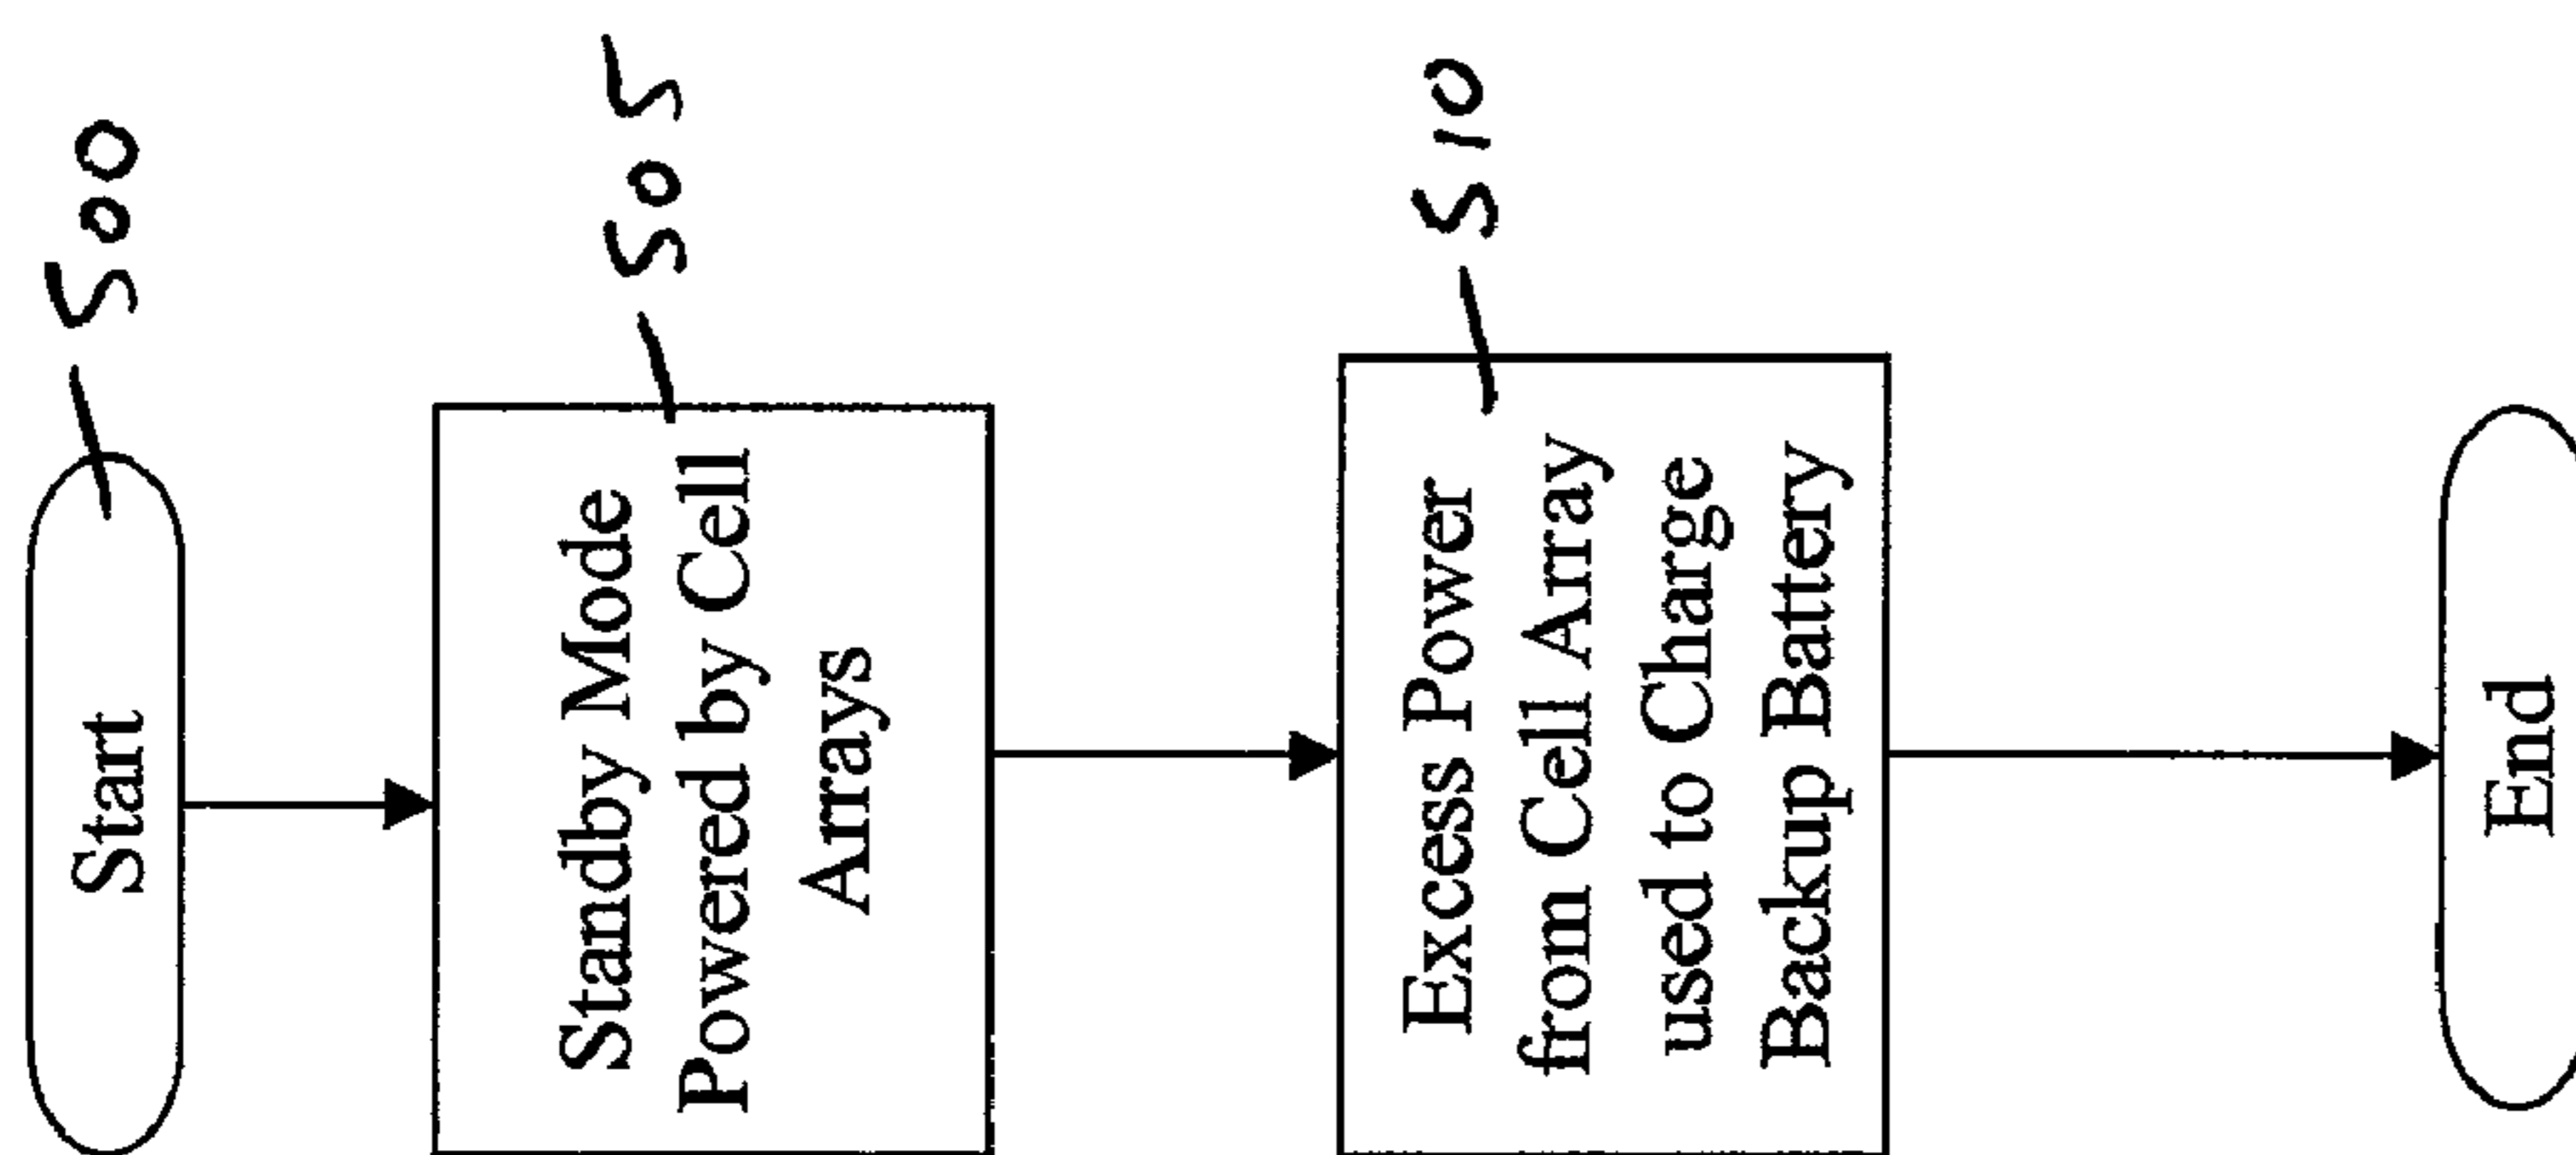 Start
500
Standby Mode
Powered by Cell
Arrays
505
Excess Power
from Cell Array
used to Charge
Backup Battery
510
End